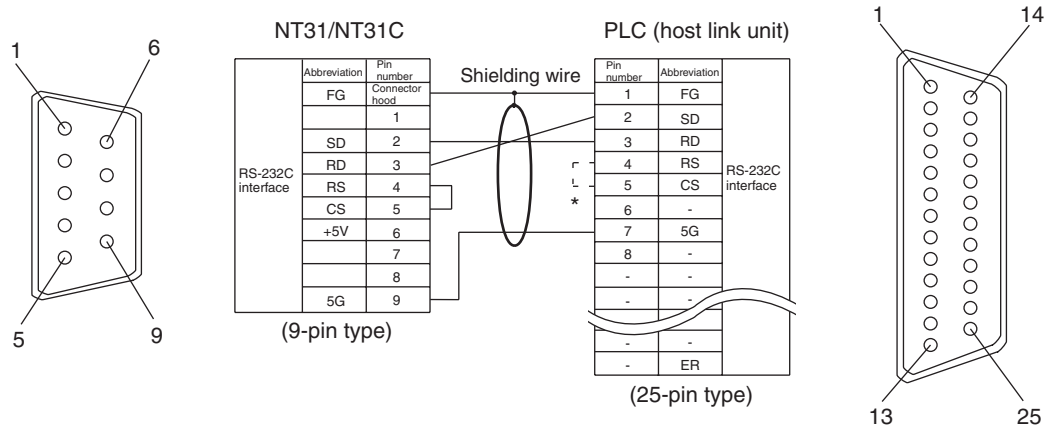 1
6
5
9
NT31/NT31C
Abbreviation Pin number
FG Connector hood
1
SD 2
RD 3
RS 4
CS 5
+5V 6
7
8
5G 9
RS-232C interface
(9-pin type)
Shielding wire
*
PLC (host link unit)
Pin number Abbreviation
1 FG
2 SD
3 RD
4 RS
5 CS
6 -
7 5G
8 -
- -
- -
- -
- ER
RS-232C interface
(25-pin type)
1
14
13
25